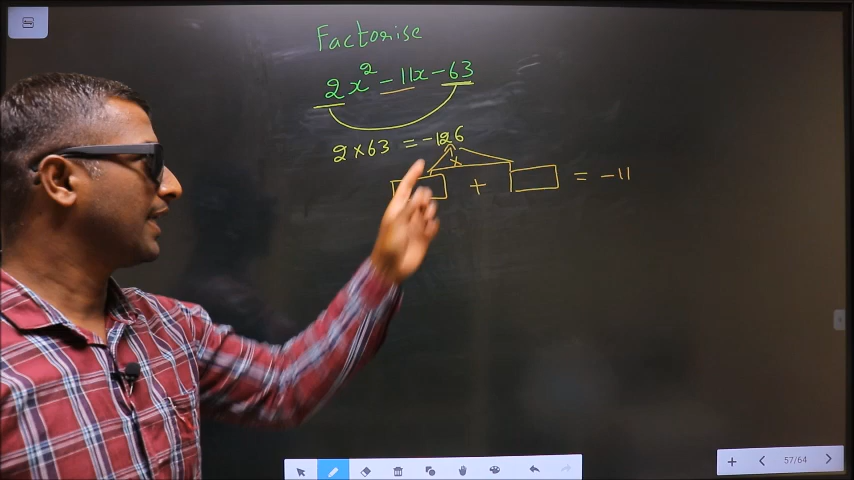 Factorise
2x² - 11x - 63
2 × 63 = -126
x
+ = -11
57/64